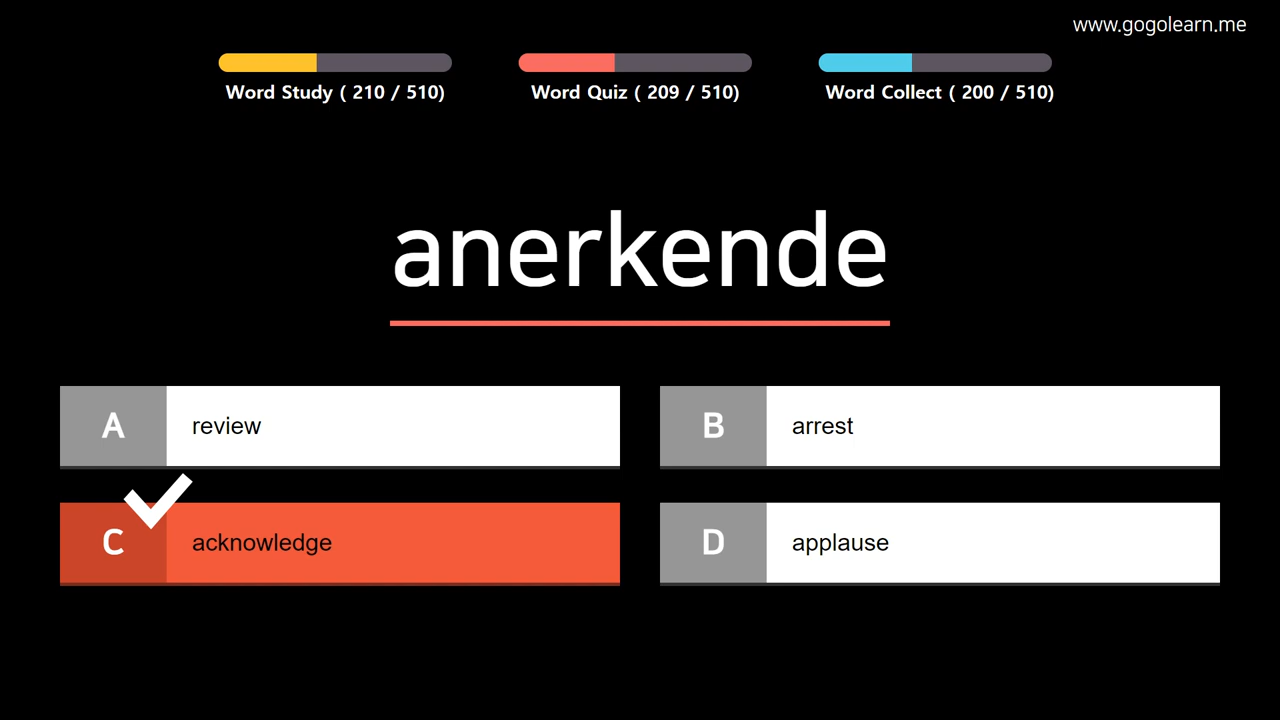 www.gogolearn.me
Word Study ( 210 / 510)
Word Quiz ( 209 / 510)
Word Collect ( 200 / 510)
anerkende
A review
B arrest
C acknowledge
D applause